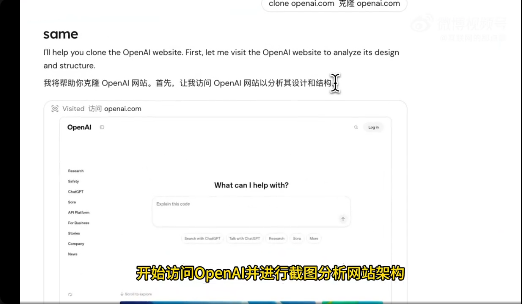 clone openai.com 克隆 openai.com
same
I'll help you clone the OpenAI website. First, let me visit the OpenAI website to analyze its design
and structure.
我将帮助你克隆 OpenAI 网站。首先，让我访问 OpenAI 网站以分析其设计和结构。
Visited 访问 openai.com
OpenAI
Log in
Research
Safety
ChatGPT
Sora
API Platform
For Business
Stories
Company
News
What can I help with?
Explain this code
Search with ChatGPT
Talk with ChatGPT
Research
Sora
More
开始访问OpenAI并进行截图分析网站架构